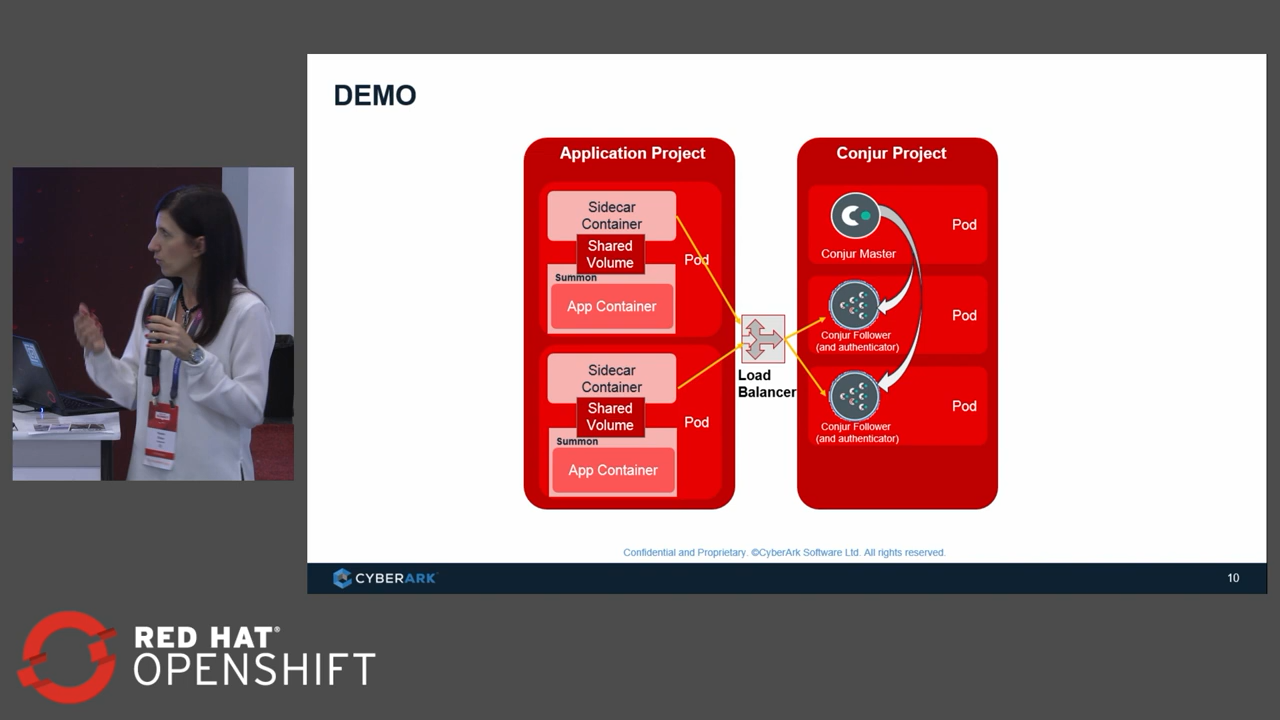 DEMO
Application Project
Sidecar
Container
Shared
Volume
Pod
Summon
App Container
Sidecar
Container
Shared
Volume
Pod
Summon
App Container
Load
Balancer
Conjur Project
Pod
Conjur Master
Pod
Conjur Follower
(and authenticator)
Pod
Conjur Follower
(and authenticator)
Confidential and Proprietary. ©CyberArk Software Ltd. All rights reserved.
CYBERARK
10
RED HAT®
OPENSHIFT